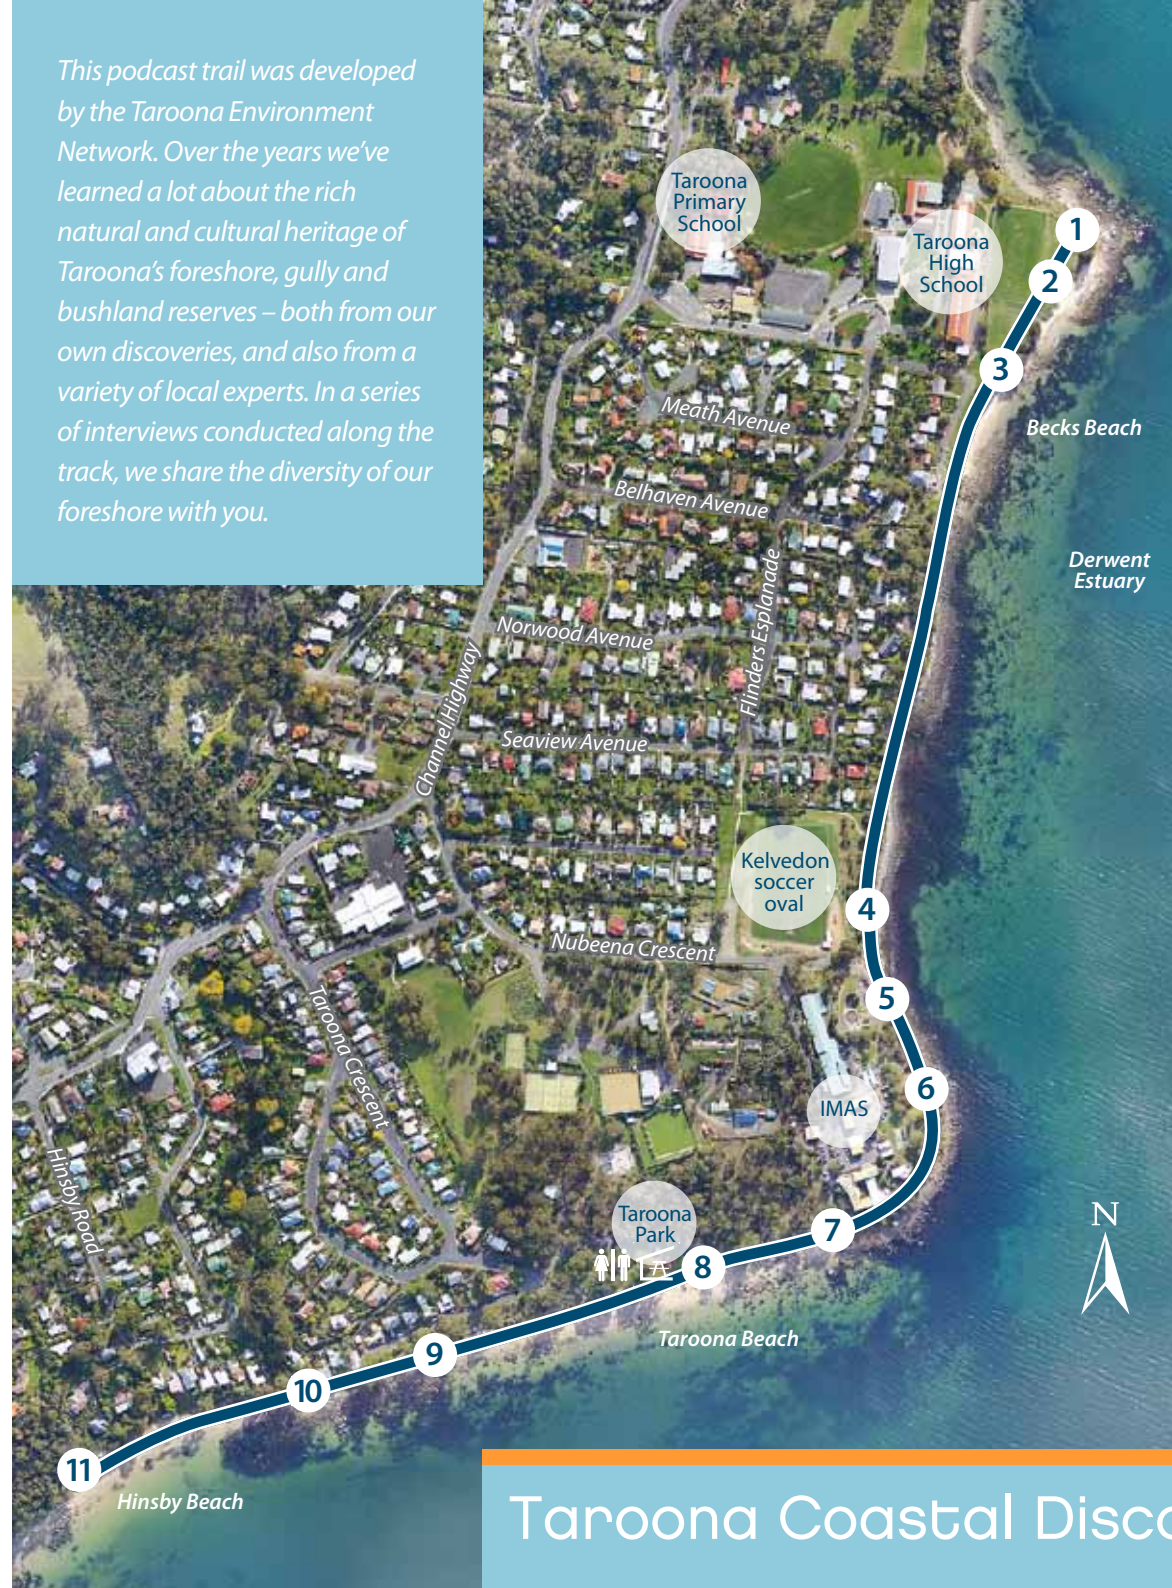 This podcast trail was developed
by the Taroona Environment
Network. Over the years we've
learned a lot about the rich
natural and cultural heritage of
Taroona's foreshore, gully and
bushland reserves – both from our
own discoveries, and also from a
variety of local experts. In a series
of interviews conducted along the
track, we share the diversity of our
foreshore with you.
Taroona
Primary
School
Taroona
High
School
1
2
3
Meath Avenue
Becks Beach
Belhaven Avenue
Derwent
Estuary
Flinders Esplanade
Norwood Avenue
Channel Highway
Seaview Avenue
Kelvedon
soccer
oval
4
Nubeena Crescent
5
Taroona Crescent
6
IMAS
Hinsby Road
Taroona
Park
7
N
8
Taroona Beach
9
10
11
Hinsby Beach
Taroona Coastal Disco